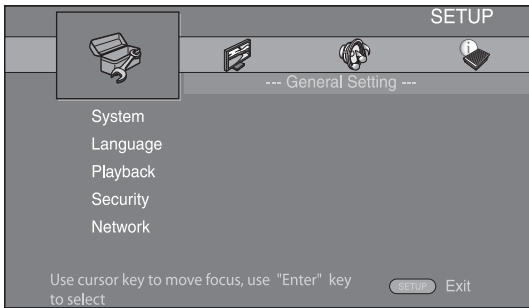 SETUP
--- General Setting ---
System
Language
Playback
Security
Network
Use cursor key to move focus, use "Enter" key
to select
SETUP Exit